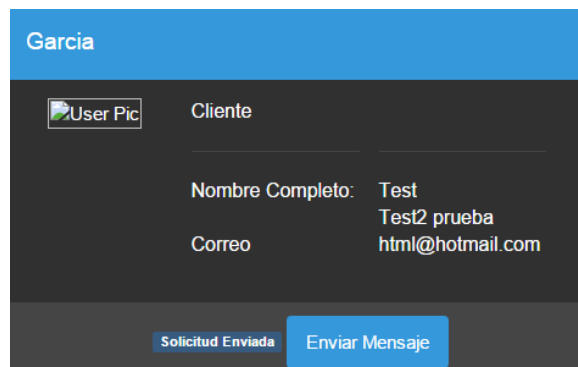 Garcia
User Pic
Cliente
Nombre Completo: Test
Test2 prueba
Correo html@hotmail.com
Solicitud Enviada Enviar Mensaje